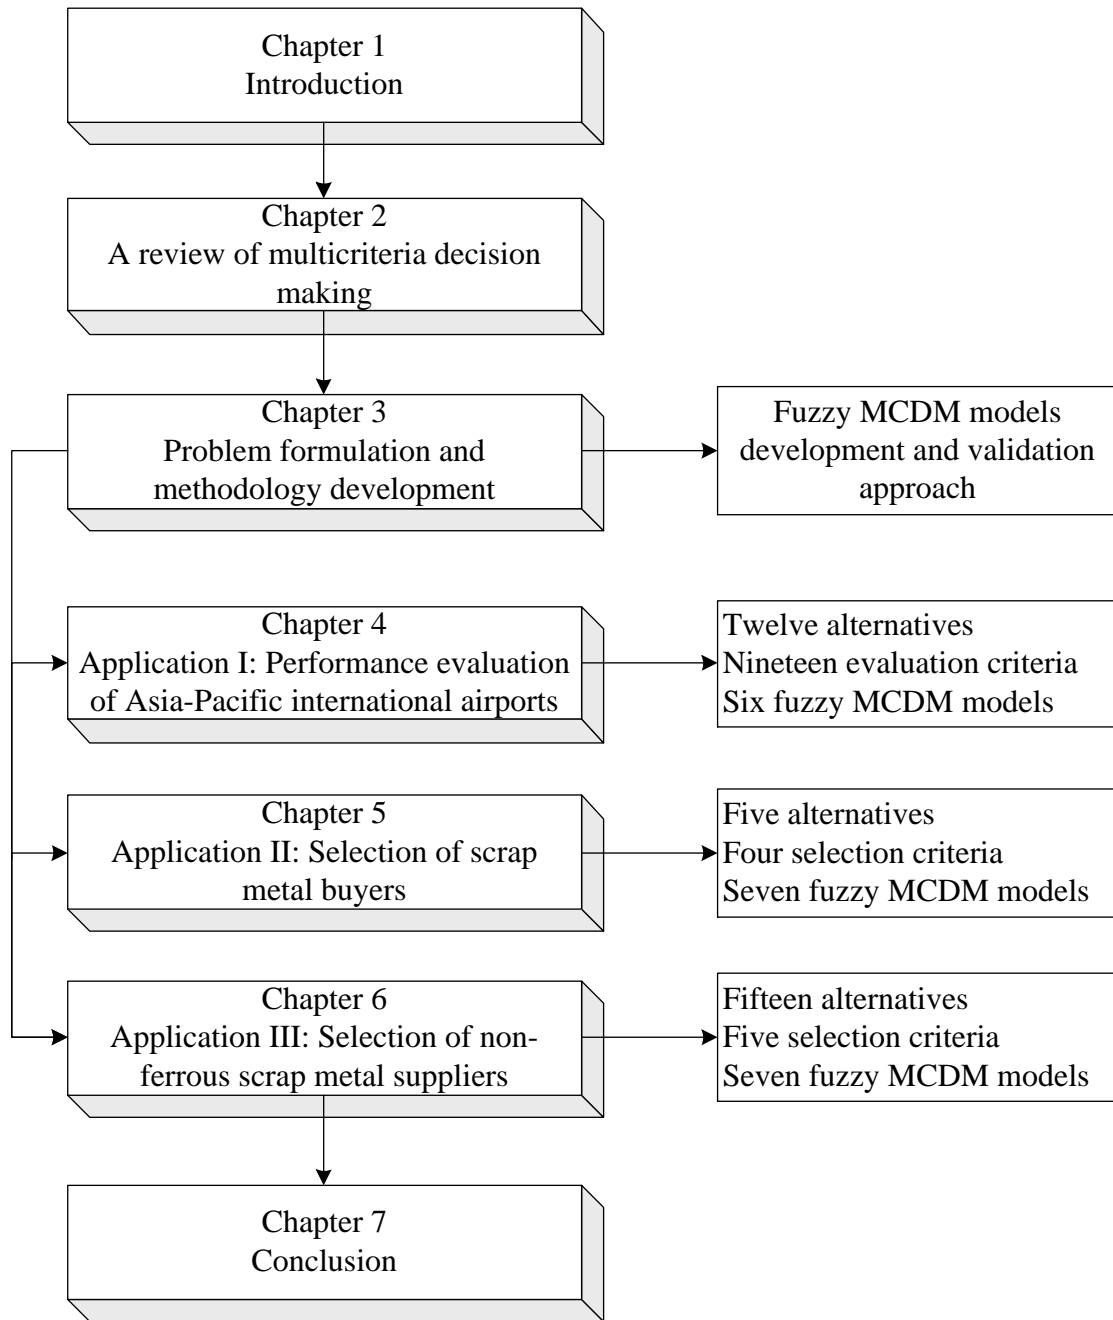 Chapter 1
Introduction
Chapter 2
A review of multicriteria decision
making
Chapter 3
Problem formulation and
methodology development
Fuzzy MCDM models
development and validation
approach
Chapter 4
Application I: Performance evaluation
of Asia-Pacific international airports
Twelve alternatives
Nineteen evaluation criteria
Six fuzzy MCDM models
Chapter 5
Application II: Selection of scrap
metal buyers
Five alternatives
Four selection criteria
Seven fuzzy MCDM models
Chapter 6
Application III: Selection of non-
ferrous scrap metal suppliers
Fifteen alternatives
Five selection criteria
Seven fuzzy MCDM models
Chapter 7
Conclusion